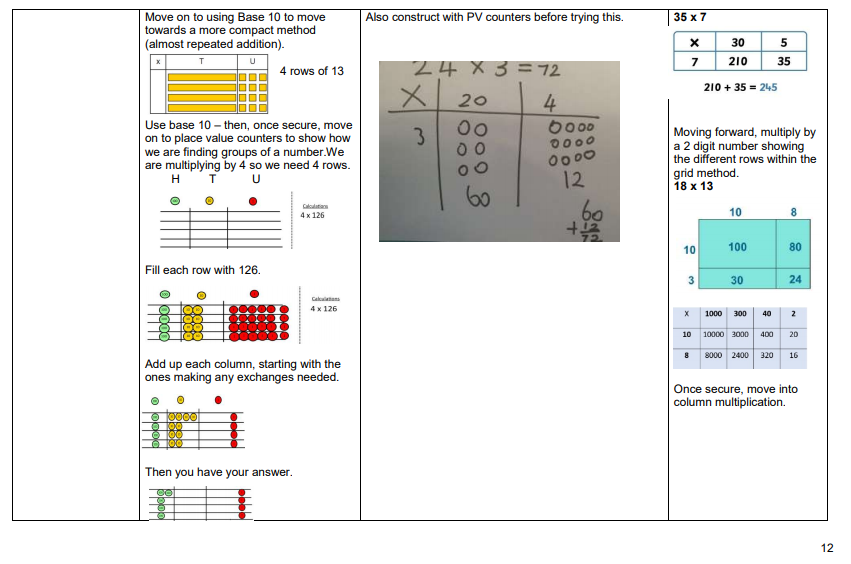 Move on to using Base 10 to move
towards a more compact method
(almost repeated addition).
x T U
4 rows of 13
Use base 10 – then, once secure, move
on to place value counters to show how
we are finding groups of a number.We
are multiplying by 4 so we need 4 rows.
H T U
Calculations
4 x 126
Fill each row with 126.
Calculations
4 x 126
Add up each column, starting with the
ones making any exchanges needed.
Then you have your answer.
Also construct with PV counters before trying this.
24 x 3 = 72
X 20 4
3
12
60
60
+12
72
35 x 7
X 30 5
7 210 35
210 + 35 = 245
Moving forward, multiply by
a 2 digit number showing
the different rows within the
grid method.
18 x 13
10 8
10 100 80
3 30 24
X 1000 300 40 2
10 10000 3000 400 20
8 8000 2400 320 16
Once secure, move into
column multiplication.
12